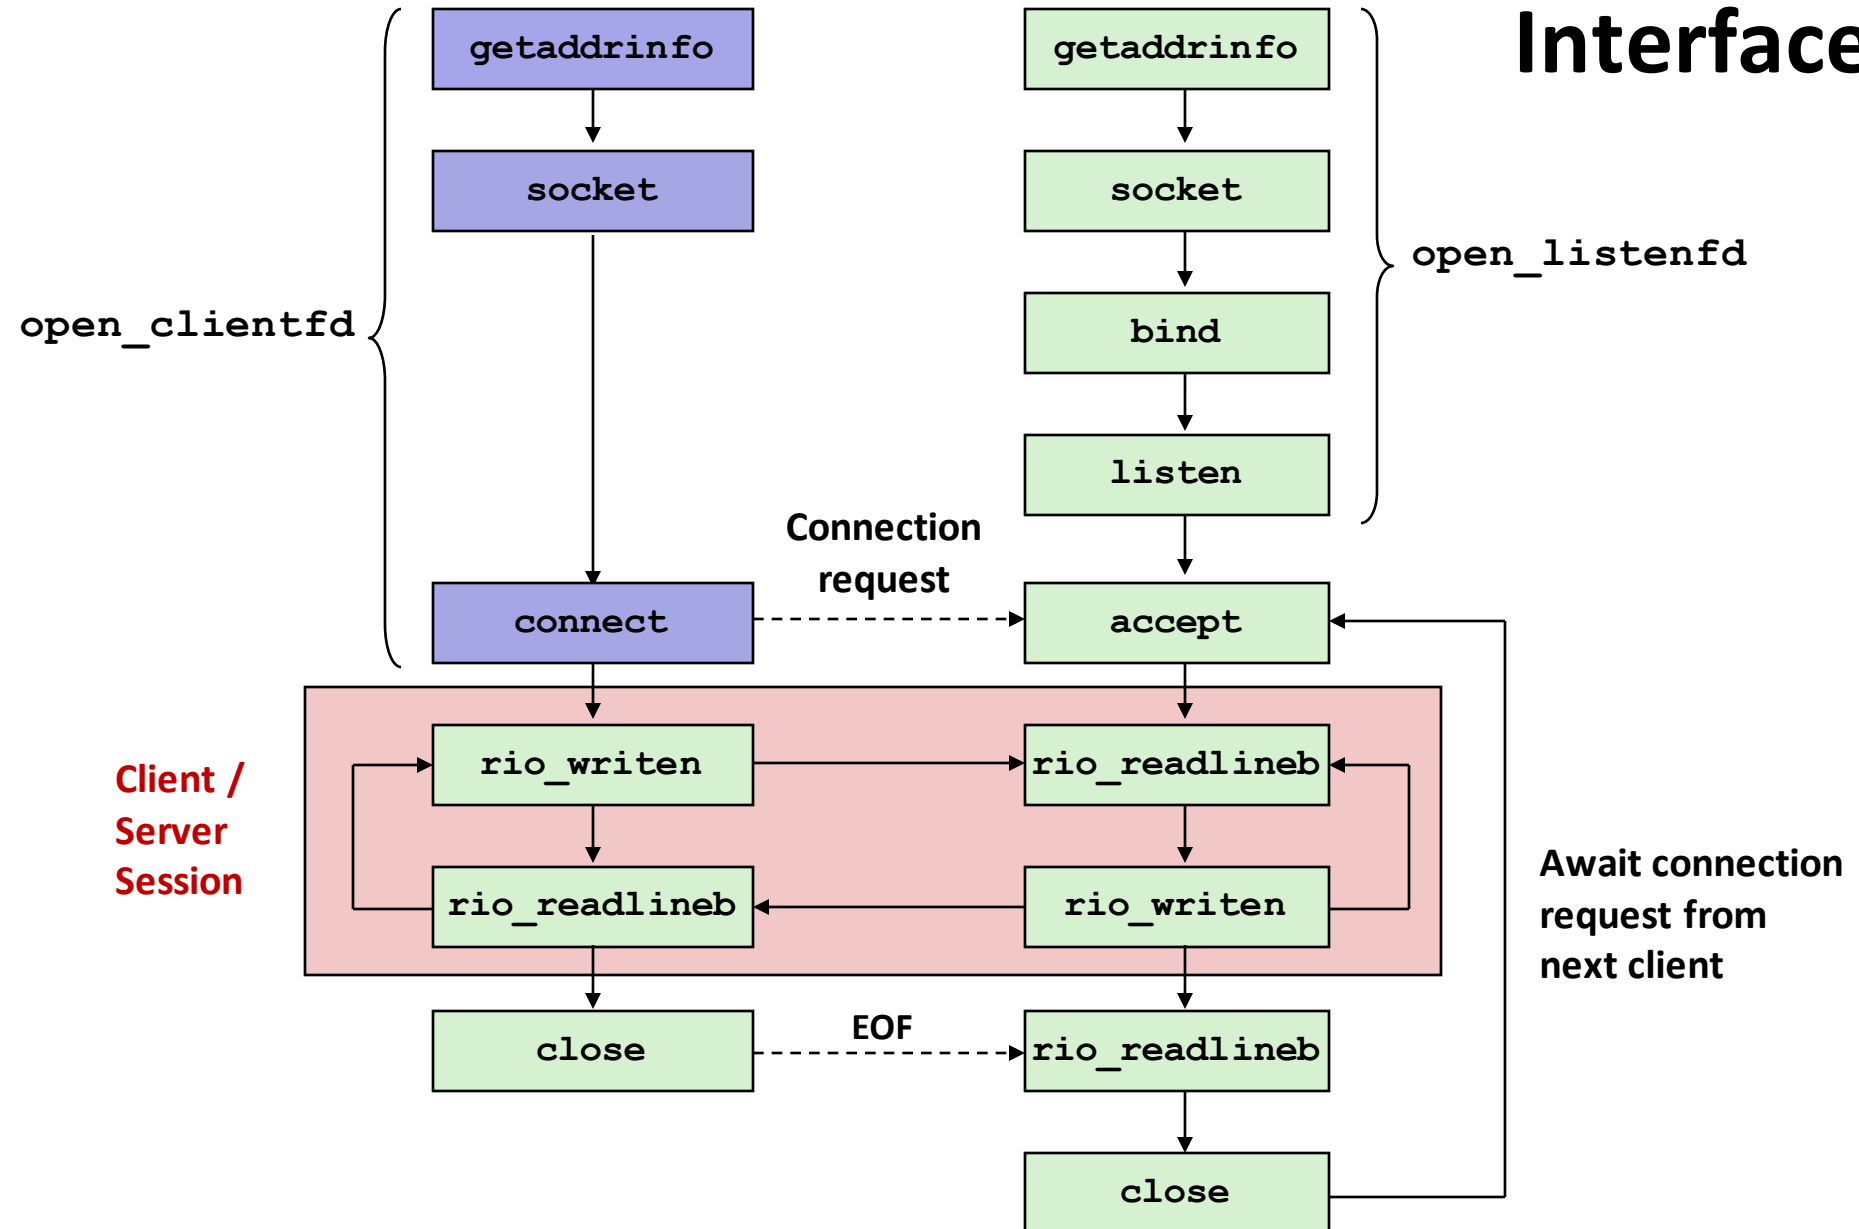 Interface
getaddrinfo
getaddrinfo
socket
socket
open_listenfd
bind
open_clientfd
listen
Connection
request
connect
accept
Client /
Server
Session
rio_writen
rio_readlineb
rio_readlineb
rio_writen
Await connection
request from
next client
close
EOF
rio_readlineb
close